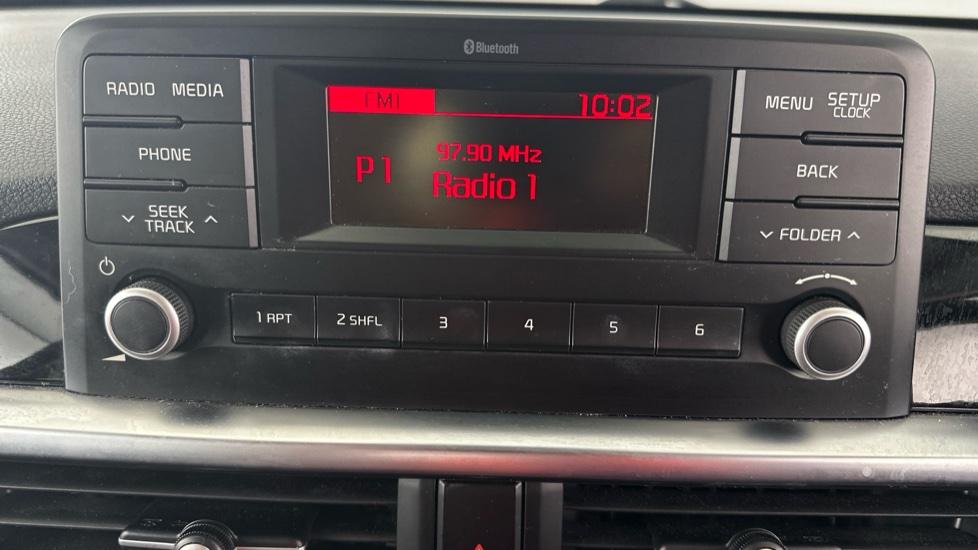 Bluetooth
RADIO MEDIA
FM1 10:02
MENU SETUP
CLOCK
PHONE
97.90 MHz
P1 Radio 1
BACK
SEEK
TRACK
FOLDER
1 RPT 2 SHFL 3 4 5 6